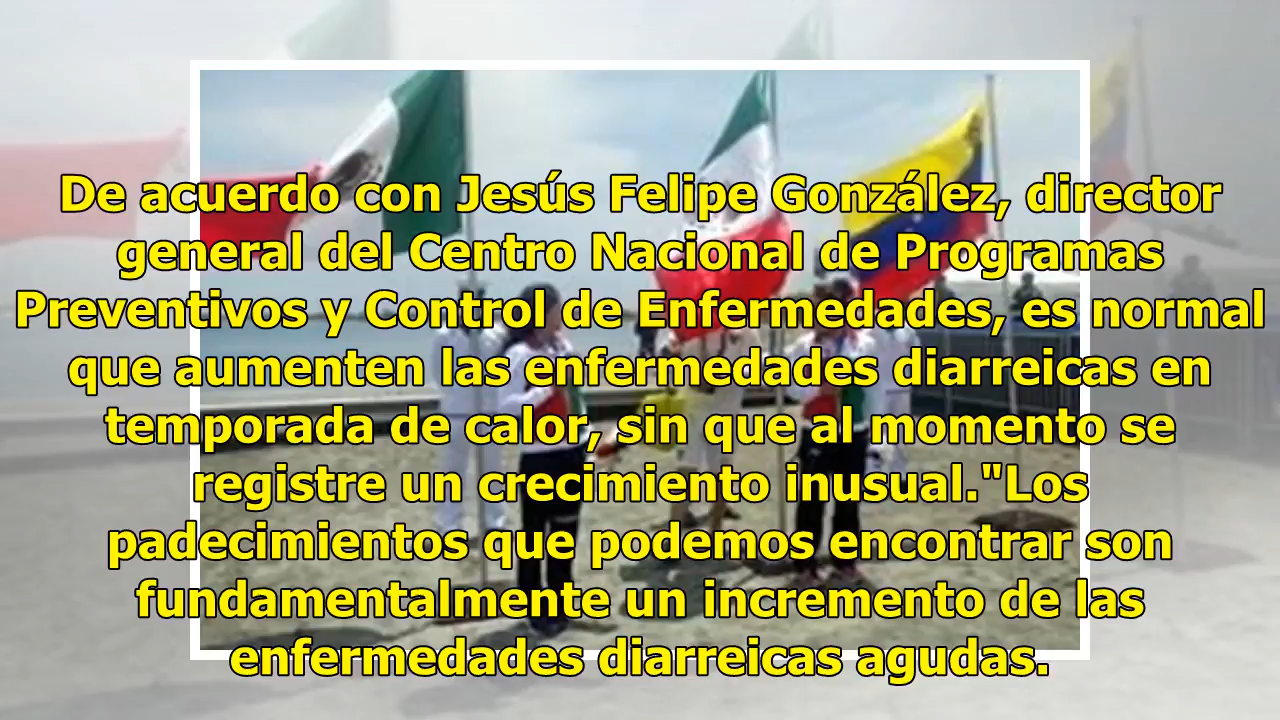 De acuerdo con Jesús Felipe González, director
general del Centro Nacional de Programas
Preventivos y Control de Enfermedades, es normal
que aumenten las enfermedades diarreicas en
temporada de calor, sin que al momento se
registre un crecimiento inusual."Los
padecimientos que podemos encontrar son
fundamentalmente un incremento de las
enfermedades diarreicas agudas.